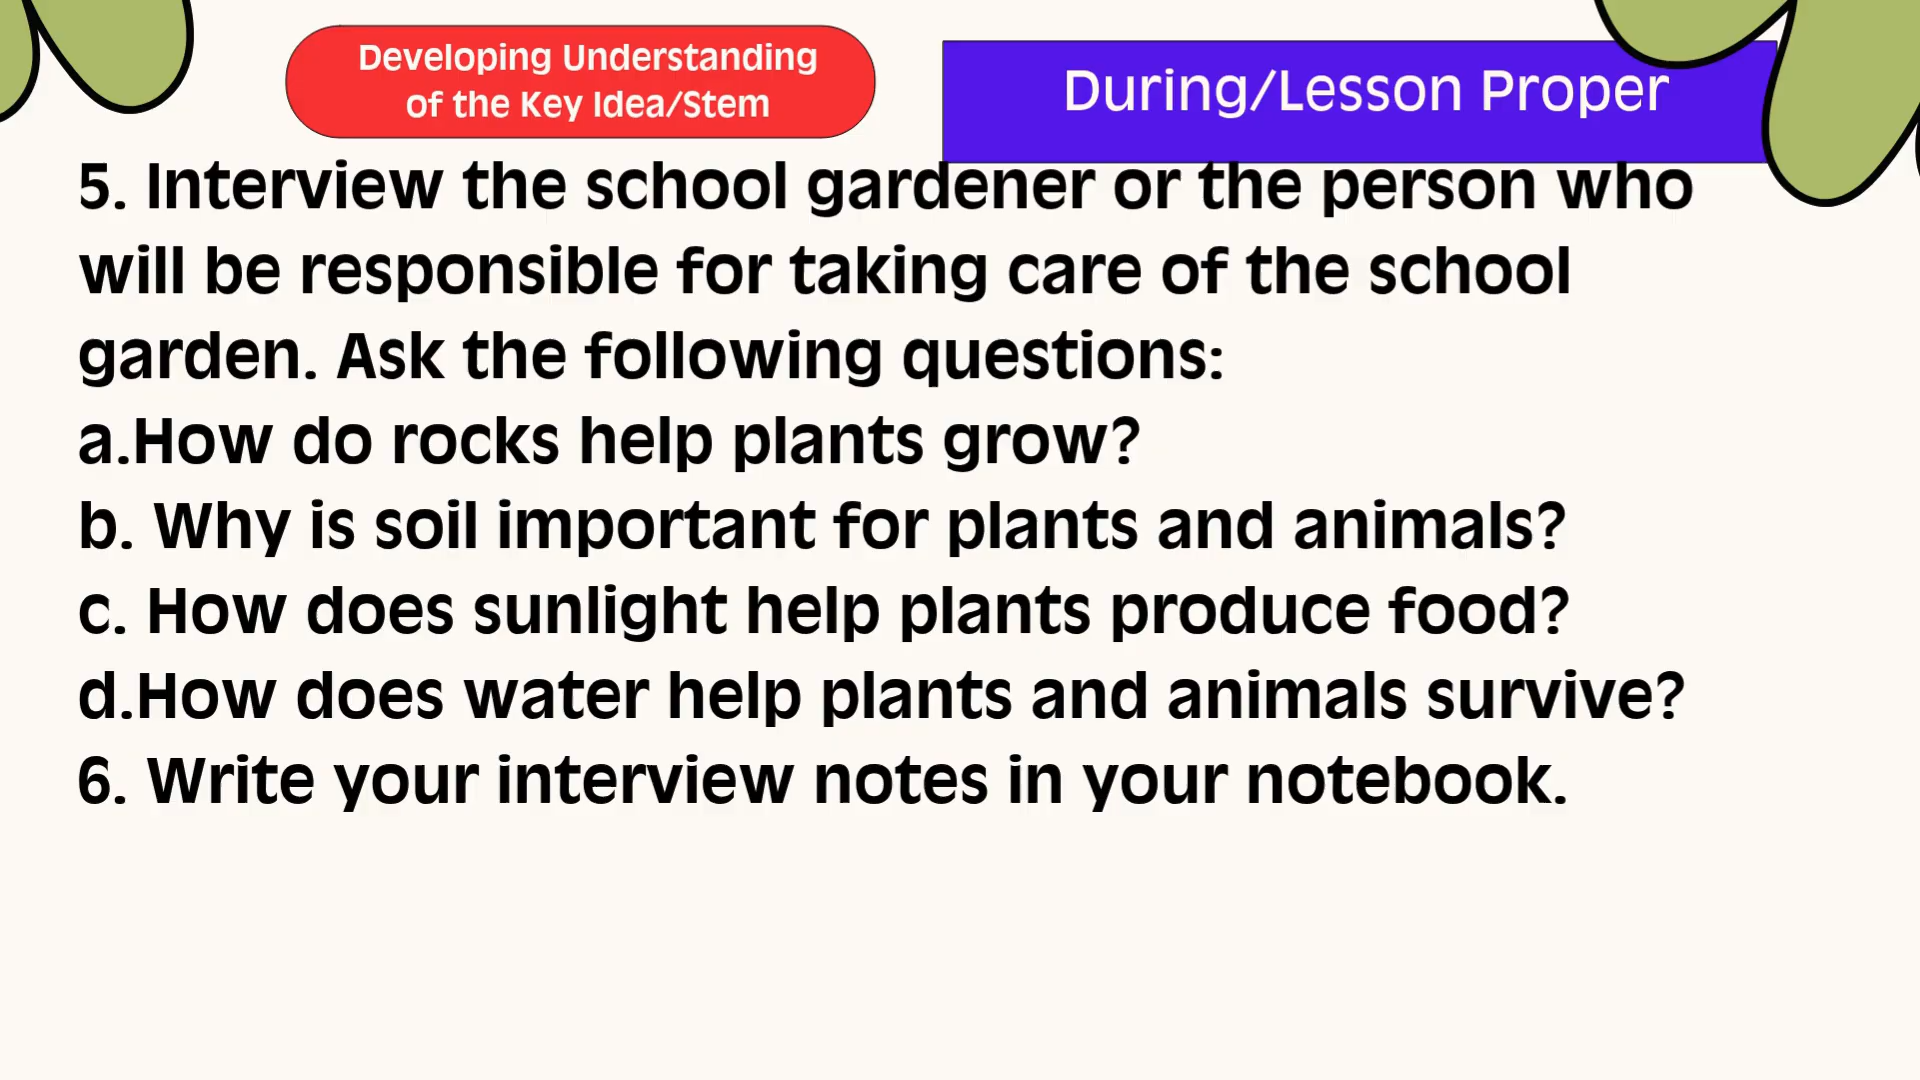 Developing Understanding
of the Key Idea/Stem
During/Lesson Proper
5. Interview the school gardener or the person who
will be responsible for taking care of the school
garden. Ask the following questions:
a.How do rocks help plants grow?
b. Why is soil important for plants and animals?
c. How does sunlight help plants produce food?
d.How does water help plants and animals survive?
6. Write your interview notes in your notebook.